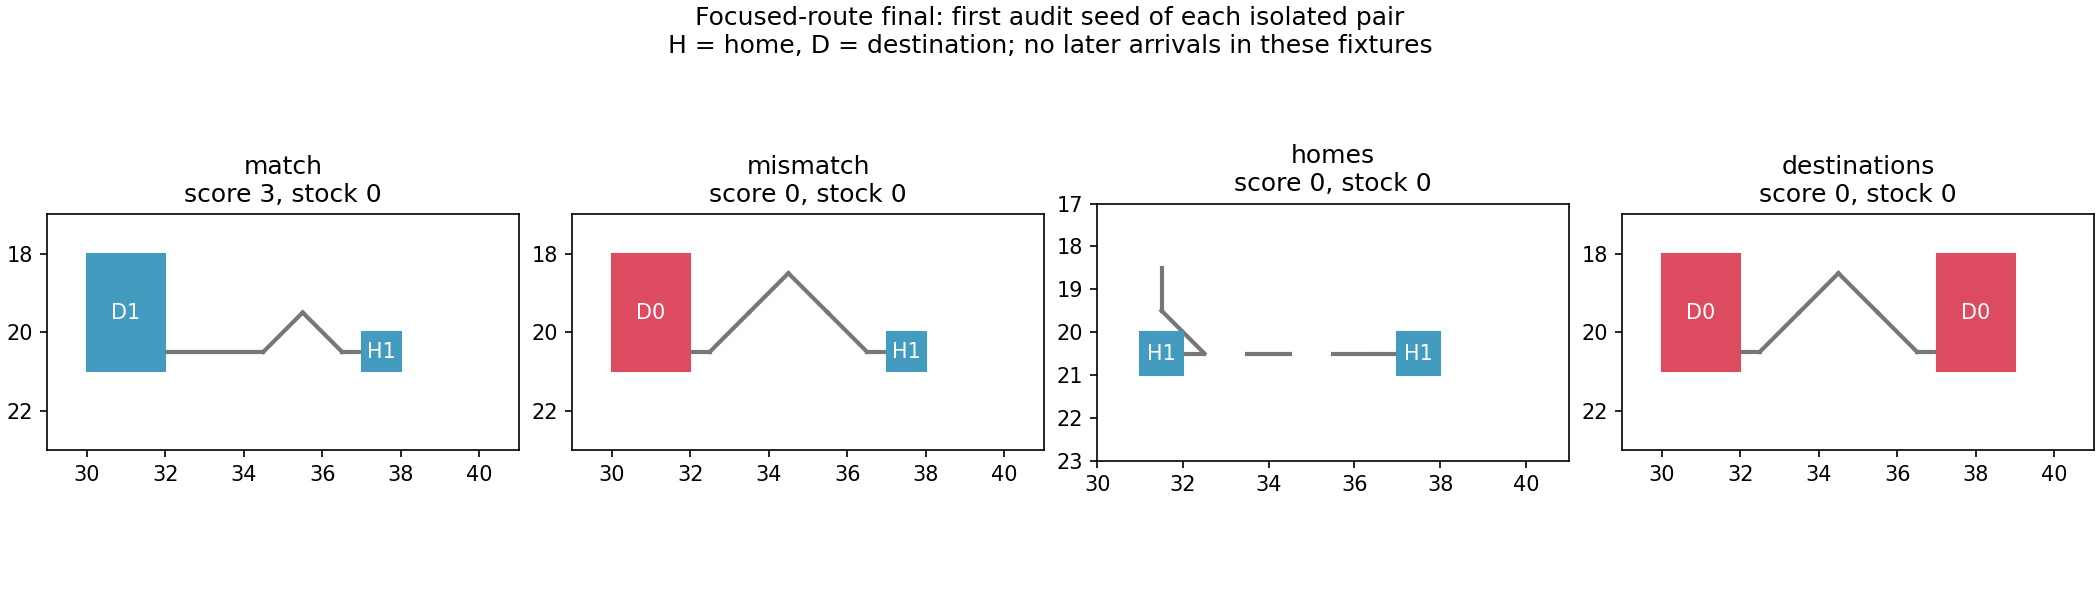 Focused-route final: first audit seed of each isolated pair
H = home, D = destination; no later arrivals in these fixtures
match
score 3, stock 0
18
20
22
D1
H1
30 32 34 36 38 40
mismatch
score 0, stock 0
18
20
22
D0
H1
30 32 34 36 38 40
homes
score 0, stock 0
17
18
19
20
21
22
23
H1
H1
30 32 34 36 38 40
destinations
score 0, stock 0
18
20
22
D0
D0
30 32 34 36 38 40